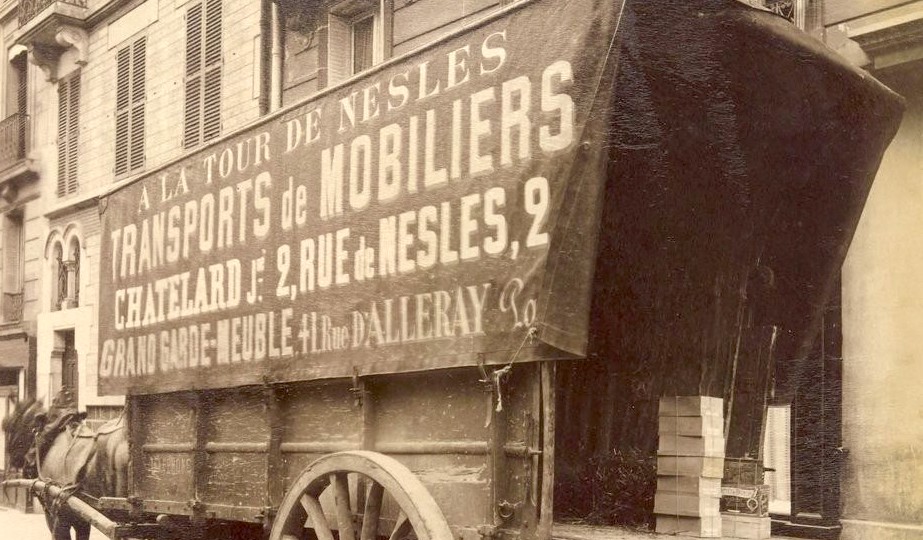 A LA TOUR DE NESLES
TRANSPORTS de MOBILIERS
CHATELARD Jne. 2, RUE de NESLES, 2
GRAND GARDE-MEUBLE, 41 Rue D'ALLERAY